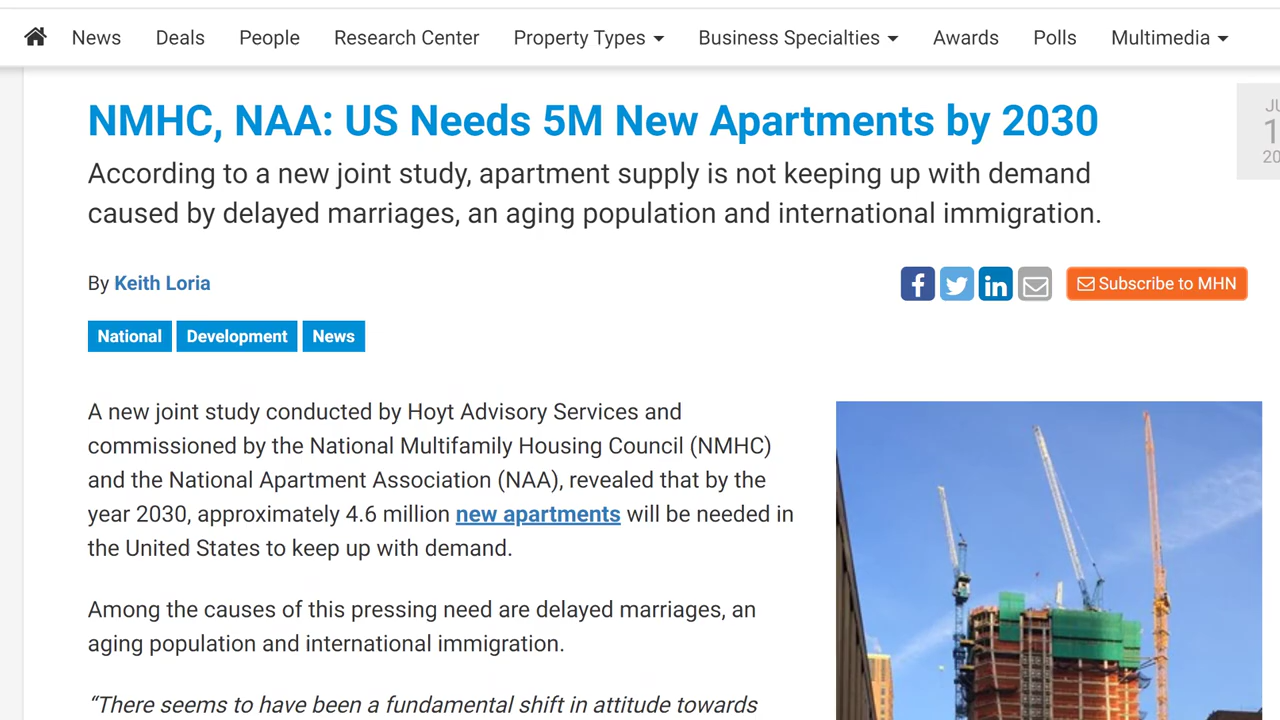 News Deals People Research Center Property Types Business Specialties Awards Polls Multimedia
NMHC, NAA: US Needs 5M New Apartments by 2030
According to a new joint study, apartment supply is not keeping up with demand
caused by delayed marriages, an aging population and international immigration.
By Keith Loria
Subscribe to MHN
National Development News
A new joint study conducted by Hoyt Advisory Services and
commissioned by the National Multifamily Housing Council (NMHC)
and the National Apartment Association (NAA), revealed that by the
year 2030, approximately 4.6 million new apartments will be needed in
the United States to keep up with demand.
Among the causes of this pressing need are delayed marriages, an
aging population and international immigration.
“There seems to have been a fundamental shift in attitude towards